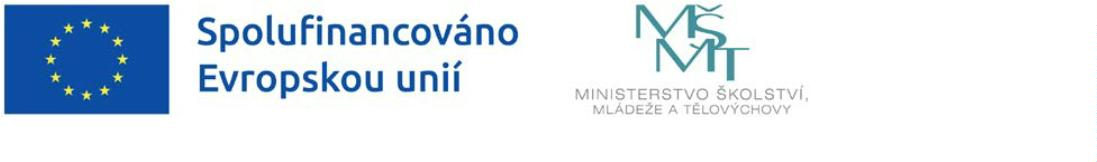 Spolufinancováno
Evropskou unií
MŠMT
MINISTERSTVO ŠKOLSTVÍ,
MLÁDEŽE A TĚLOVÝCHOVY